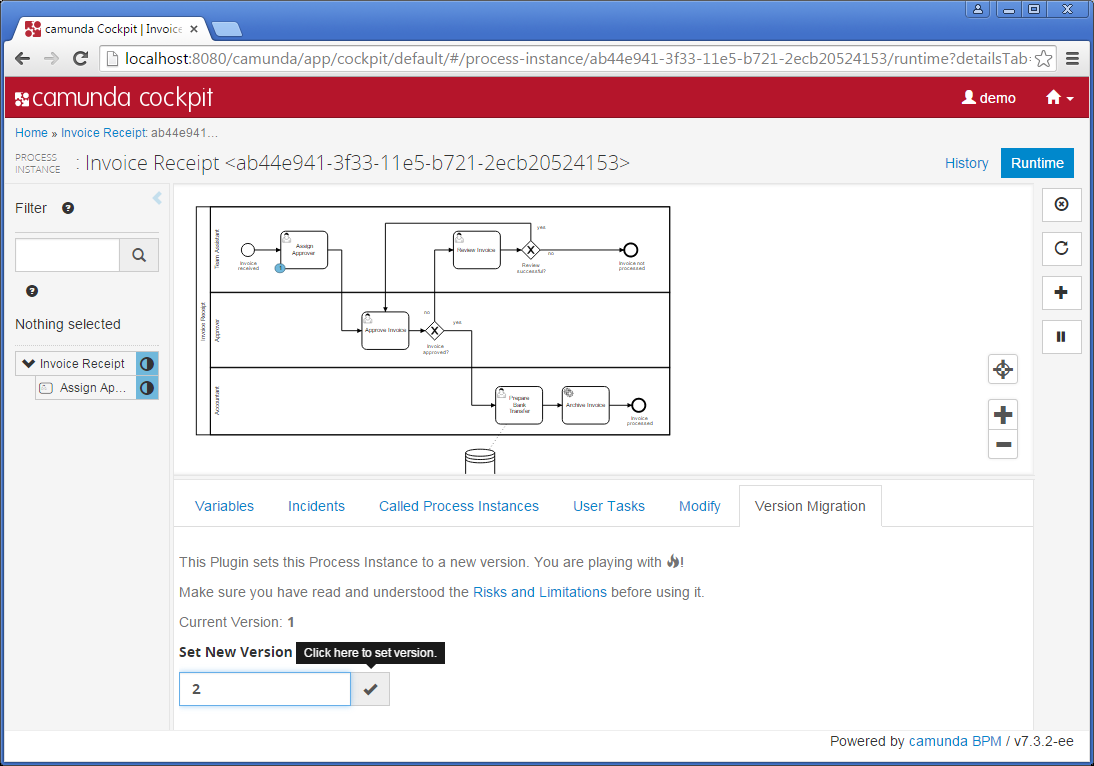 camunda Cockpit | Invoice
localhost:8080/camunda/app/cockpit/default/#/process-instance/ab44e941-3f33-11e5-b721-2ecb20524153/runtime?detailsTab=
camunda cockpit
demo
Home » Invoice Receipt: ab44e941...
PROCESS INSTANCE : Invoice Receipt <ab44e941-3f33-11e5-b721-2ecb20524153>
History
Runtime
Filter
Nothing selected
Invoice Receipt
Assign Ap...
Invoice Receipt
Team Assistant
Invoice
received
Assign
Approver
1
Review Invoice
yes
Review
successful?
no
Invoice not
processed
Approver
Approve Invoice
no
Invoice
approved?
yes
Accountant
Prepare
Bank
Transfer
Archive Invoice
Invoice
processed
Variables
Incidents
Called Process Instances
User Tasks
Modify
Version Migration
This Plugin sets this Process Instance to a new version. You are playing with !
Make sure you have read and understood the Risks and Limitations before using it.
Current Version: 1
Set New Version
Click here to set version.
2
Powered by camunda BPM / v7.3.2-ee